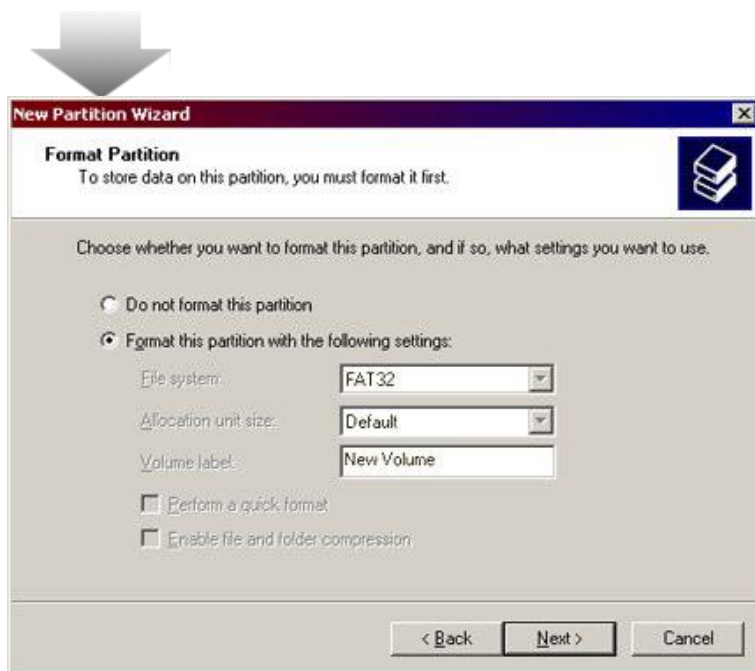 New Partition Wizard
Format Partition
To store data on this partition, you must format it first.
Choose whether you want to format this partition, and if so, what settings you want to use.
Do not format this partition
Format this partition with the following settings:
File system: FAT32
Allocation unit size: Default
Volume label: New Volume
Perform a quick format
Enable file and folder compression
< Back Next > Cancel